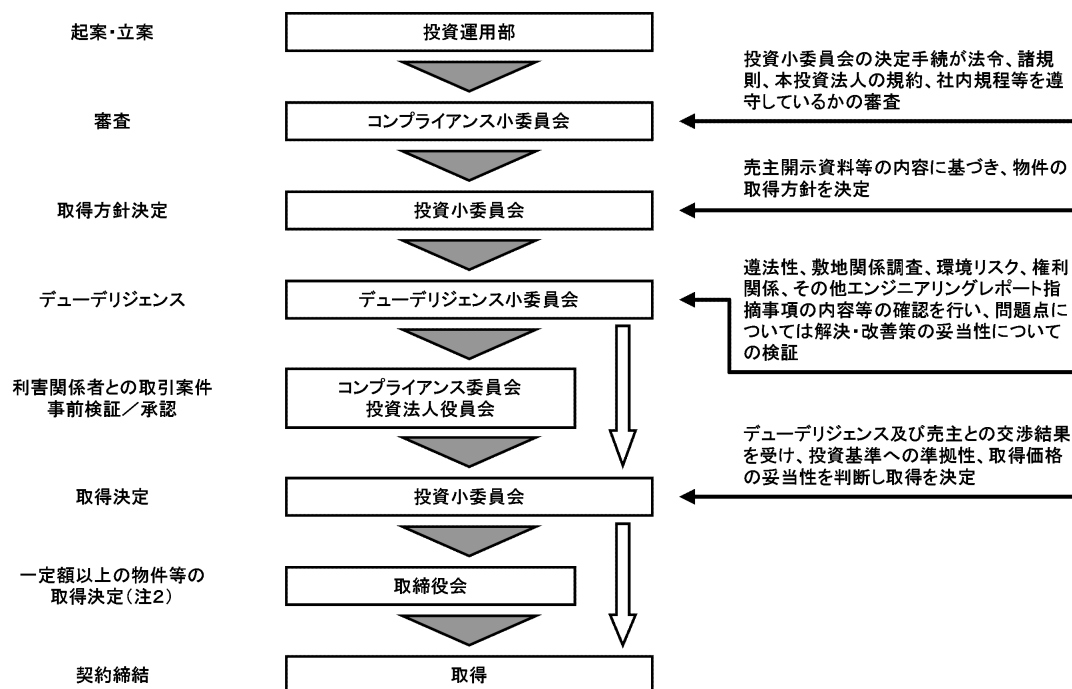 起案・立案
投資運用部
審査
コンプライアンス小委員会
投資小委員会の決定手続が法令、諸規
則、本投資法人の規約、社内規程等を遵
守しているかの審査
取得方針決定
投資小委員会
売主開示資料等の内容に基づき、物件の
取得方針を決定
デューデリジェンス
デューデリジェンス小委員会
遵法性、敷地関係調査、環境リスク、権利
関係、その他エンジニアリングレポート指
摘事項の内容等の確認を行い、問題点に
ついては解決・改善策の妥当性について
の検証
利害関係者との取引案件
事前検証／承認
コンプライアンス委員会
投資法人役員会
取得決定
投資小委員会
デューデリジェンス及び売主との交渉結果
を受け、投資基準への準拠性、取得価格
の妥当性を判断し取得を決定
一定額以上の物件等の
取得決定(注2)
取締役会
契約締結
取得